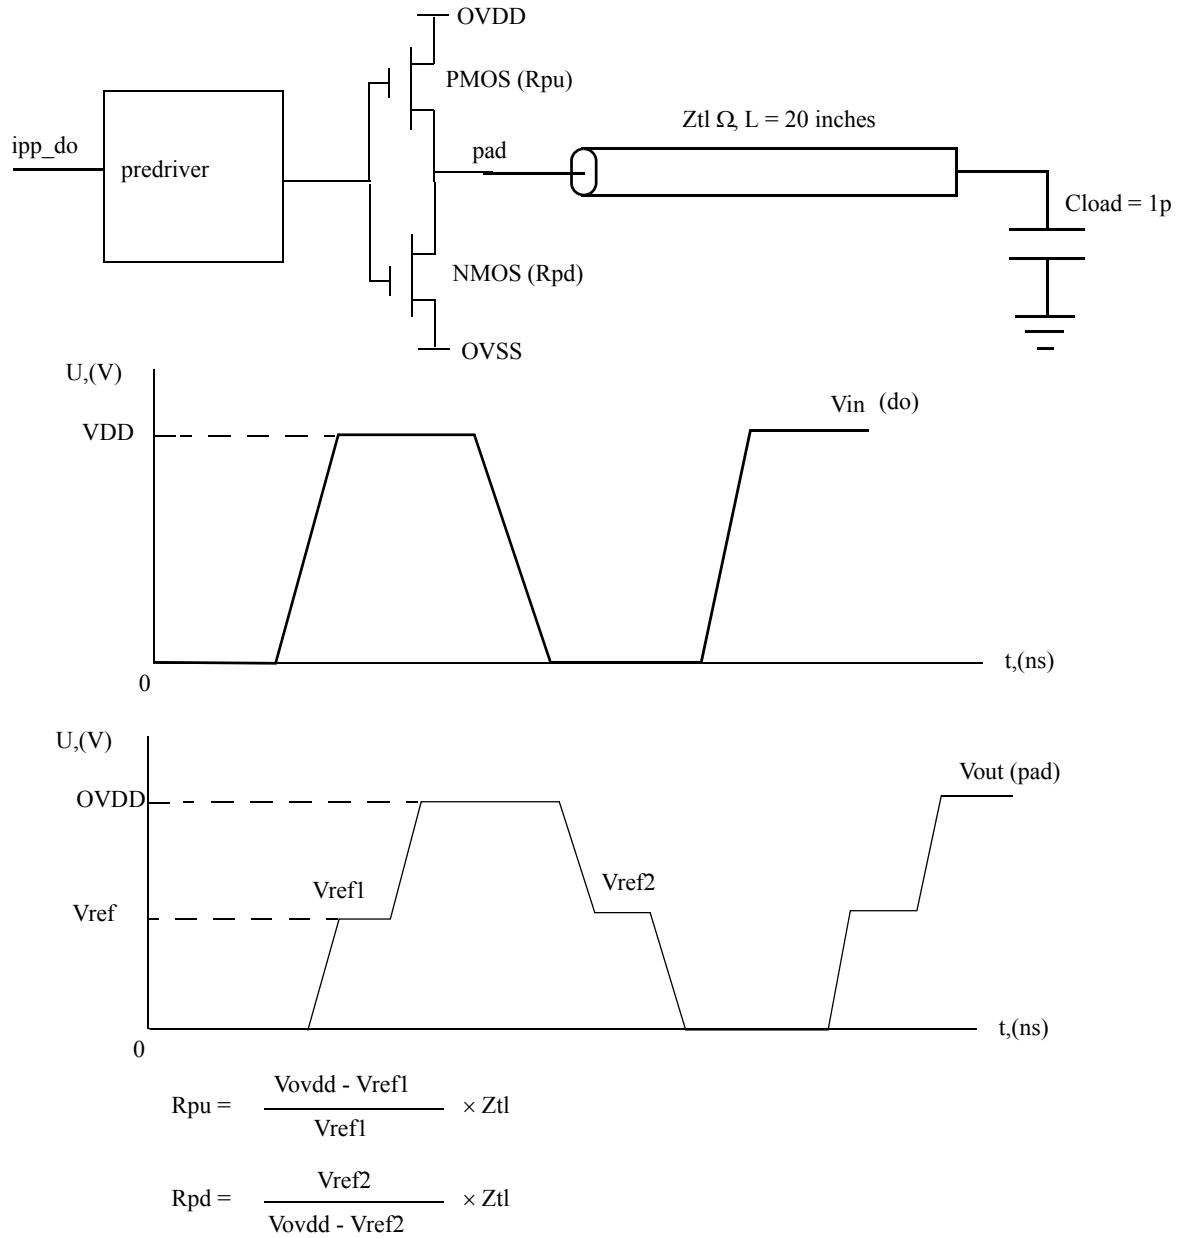 OVDD
PMOS (Rpu)
Ztl Ω, L = 20 inches
ipp_do
predriver
pad
Cload = 1p
NMOS (Rpd)
OVSS
U,(V)
VDD
Vin (do)
t,(ns)
0
U,(V)
OVDD
Vout (pad)
Vref1
Vref2
Vref
t,(ns)
0
Vovdd - Vref1
Rpu = × Ztl
Vref1
Vref2
Rpd = × Ztl
Vovdd - Vref2